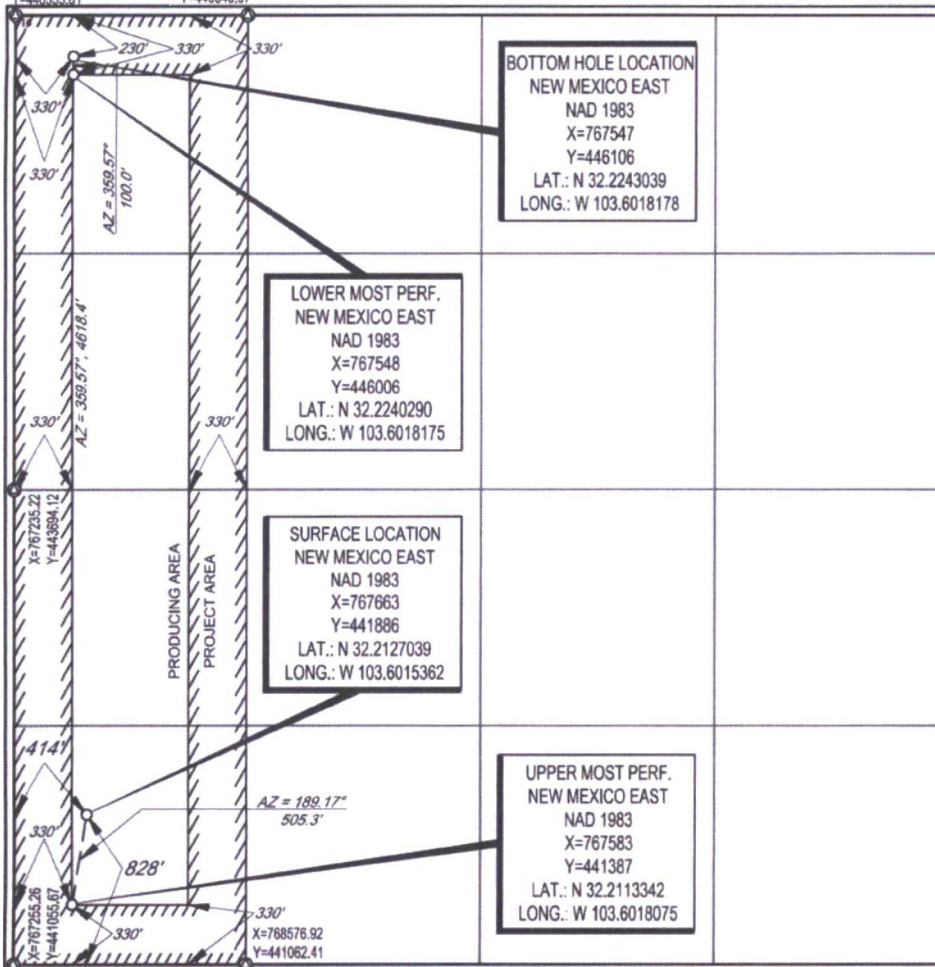 230'
330'
330'
330'
330'
AZ = 359.57°
100.0'
BOTTOM HOLE LOCATION
NEW MEXICO EAST
NAD 1983
X=767547
Y=446106
LAT.: N 32.2243039
LONG.: W 103.6018178
LOWER MOST PERF.
NEW MEXICO EAST
NAD 1983
X=767548
Y=446006
LAT.: N 32.2240290
LONG.: W 103.6018175
AZ = 359.57°, 4618.4'
330'
330'
X=767235.22
Y=443694.12
PRODUCING AREA
PROJECT AREA
SURFACE LOCATION
NEW MEXICO EAST
NAD 1983
X=767663
Y=441886
LAT.: N 32.2127039
LONG.: W 103.6015362
414'
AZ = 189.17°
505.3'
330'
828'
UPPER MOST PERF.
NEW MEXICO EAST
NAD 1983
X=767583
Y=441387
LAT.: N 32.2113342
LONG.: W 103.6018075
X=767255.26
Y=441055.67
330'
330'
X=768576.92
Y=441062.41